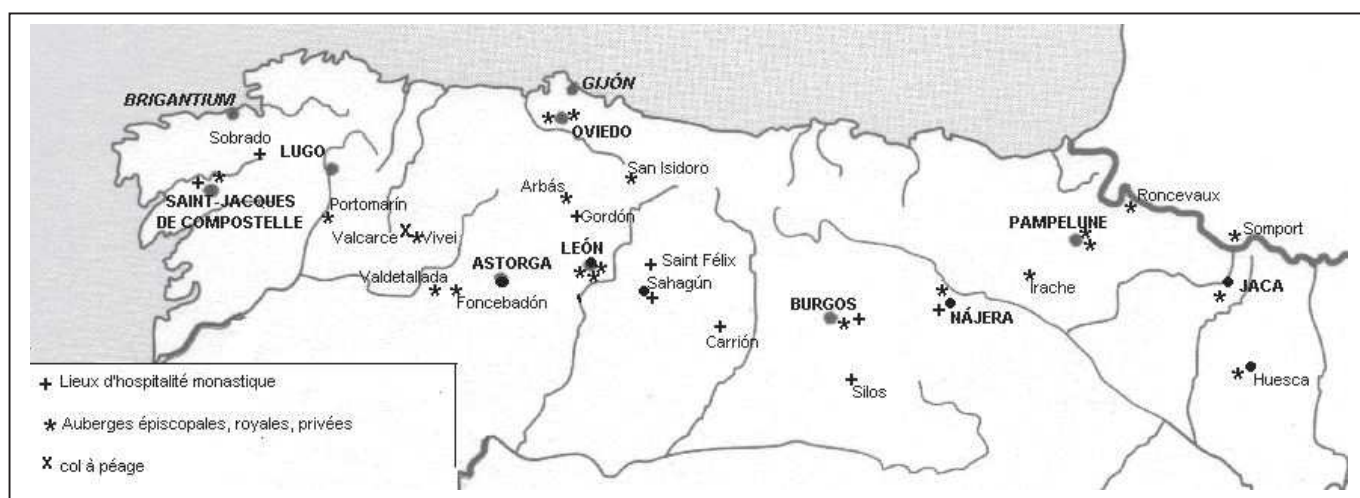 GIJÓN
BRIGANTIUM
OVIEDO
Sobrado
LUGO
San Isidoro
Arbás
Roncevaux
SAINT-JACQUES
DE COMPOSTELLE
Portomarín
Gordón
PAMPELUNE
Somport
Valcarce
Vivei
LEÓN
ASTORGA
Saint Félix
Valdetallada
Sahagún
Irache
JACA
Foncebadón
BURGOS
NÁJERA
Carrión
+ Lieux d'hospitalité monastique
Silos
Huesca
* Auberges épiscopales, royales, privées
x col à péage